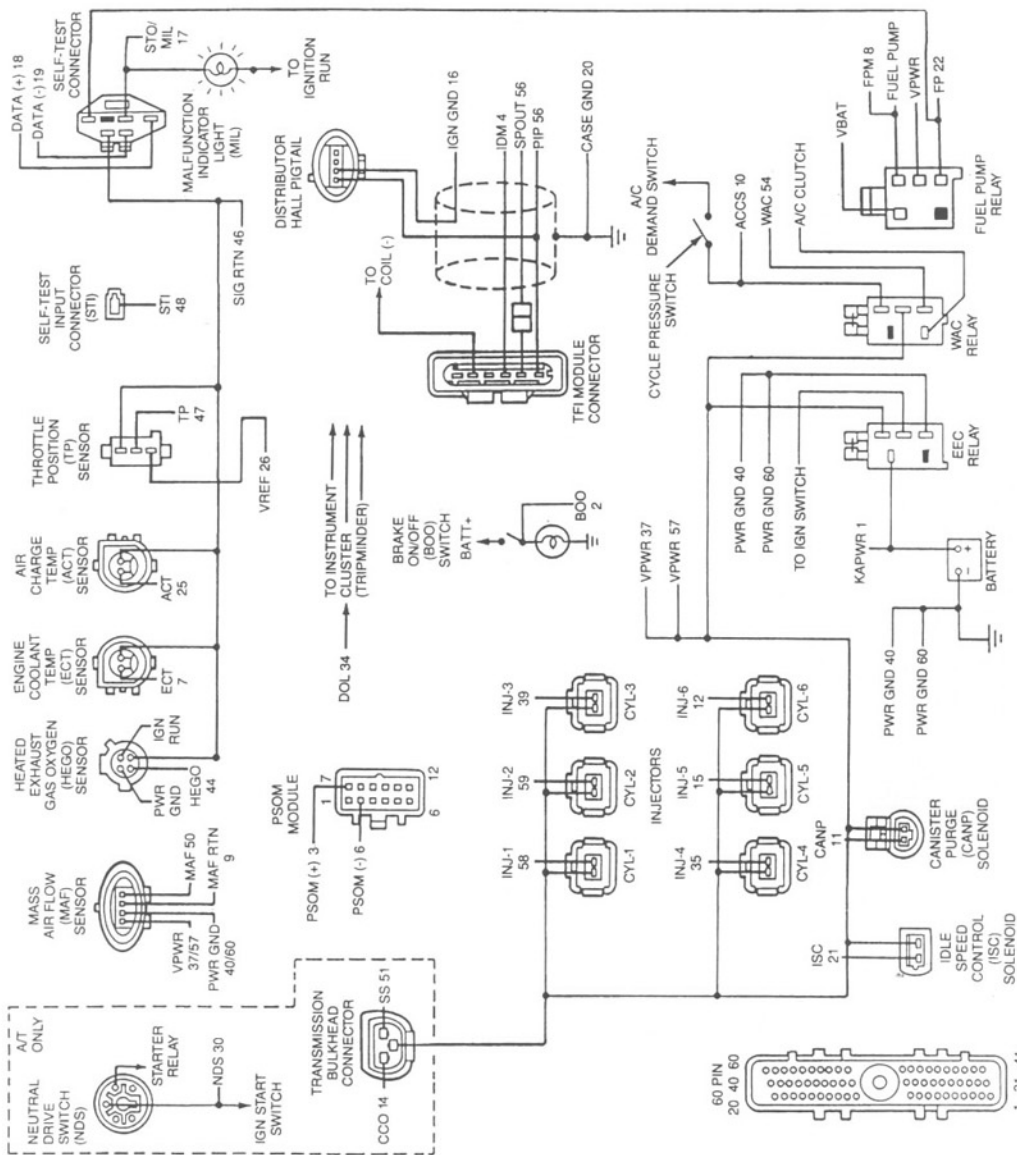 NEUTRAL
DRIVE
SWITCH
(NDS)
A/T
ONLY
STARTER
RELAY
NDS 30
IGN START
SWITCH
MASS
AIR FLOW
(MAF)
SENSOR
VPWR
37/57
PWR GND
40/60
MAF 50
MAF RTN
9
HEATED
EXHAUST
GAS OXYGEN
(HEGO)
SENSOR
PWR
GND
IGN
RUN
HEGO
44
ENGINE
COOLANT
TEMP
(ECT)
SENSOR
ECT
7
AIR
CHARGE
TEMP
(ACT)
SENSOR
ACT
25
THROTTLE
POSITION
(TP)
SENSOR
TP
47
VREF 26
SELF-TEST
INPUT
CONNECTOR
(STI)
STI
48
SIG RTN 46
DATA (+) 18
DATA (-) 19
SELF-TEST
CONNECTOR
STO/
MIL
17
MALFUNCTION
INDICATOR
LIGHT
(MIL)
TO
IGNITION
RUN
TRANSMISSION
BULKHEAD
CONNECTOR
CCO 14
SS 51
PSOM
MODULE
PSOM (+) 3
PSOM (-) 6
1
7
6
12
DOL 34
TO INSTRUMENT
CLUSTER
(TRIPMINDER)
BRAKE
ON/OFF
(BOO)
SWITCH
BATT+
BOO
2
DISTRIBUTOR
HALL PIGTAIL
TO
COIL (-)
TFI MODULE
CONNECTOR
IGN GND 16
IDM 4
SPOUT 56
PIP 56
CASE GND 20
INJ-1
58
CYL-1
INJ-2
59
CYL-2
INJ-3
39
CYL-3
INJECTORS
INJ-4
35
CYL-4
INJ-5
15
CYL-5
INJ-6
12
CYL-6
VPWR 37
VPWR 57
A/C
DEMAND SWITCH
CYCLE PRESSURE
SWITCH
ACCS 10
WAC 54
A/C CLUTCH
WAC
RELAY
PWR GND 40
PWR GND 60
TO IGN SWITCH
EEC
RELAY
KAPWR 1
BATTERY
+
-
PWR GND 40
PWR GND 60
VBAT
FPM 8
FUEL PUMP
VPWR
FP 22
FUEL PUMP
RELAY
CANP
11
CANISTER
PURGE
(CANP)
SOLENOID
ISC
21
IDLE
SPEED
CONTROL
(ISC)
SOLENOID
60 PIN
20 40 60